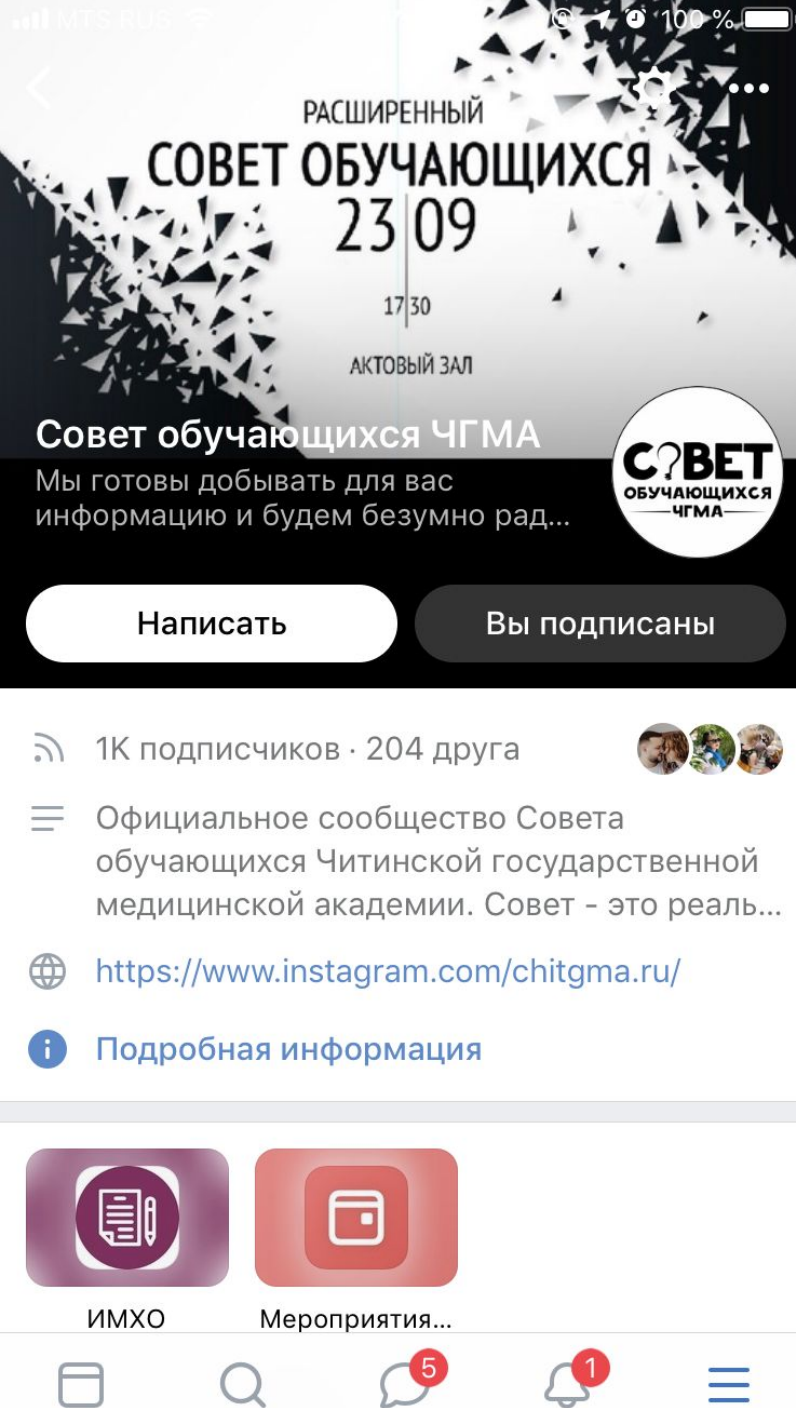 MTS RUS
100 %
РАСШИРЕННЫЙ
СОВЕТ ОБУЧАЮЩИХСЯ
23 09
17 30
АКТОВЫЙ ЗАЛ
Совет обучающихся ЧГМА
Мы готовы добывать для вас
информацию и будем безумно рад...
С?ВЕТ
ОБУЧАЮЩИХСЯ
ЧГМА
Написать
Вы подписаны
1K подписчиков · 204 друга
Официальное сообщество Совета
обучающихся Читинской государственной
медицинской академии. Совет - это реаль...
https://www.instagram.com/chitgma.ru/
Подробная информация
ИМХО
Мероприятия...
5
1